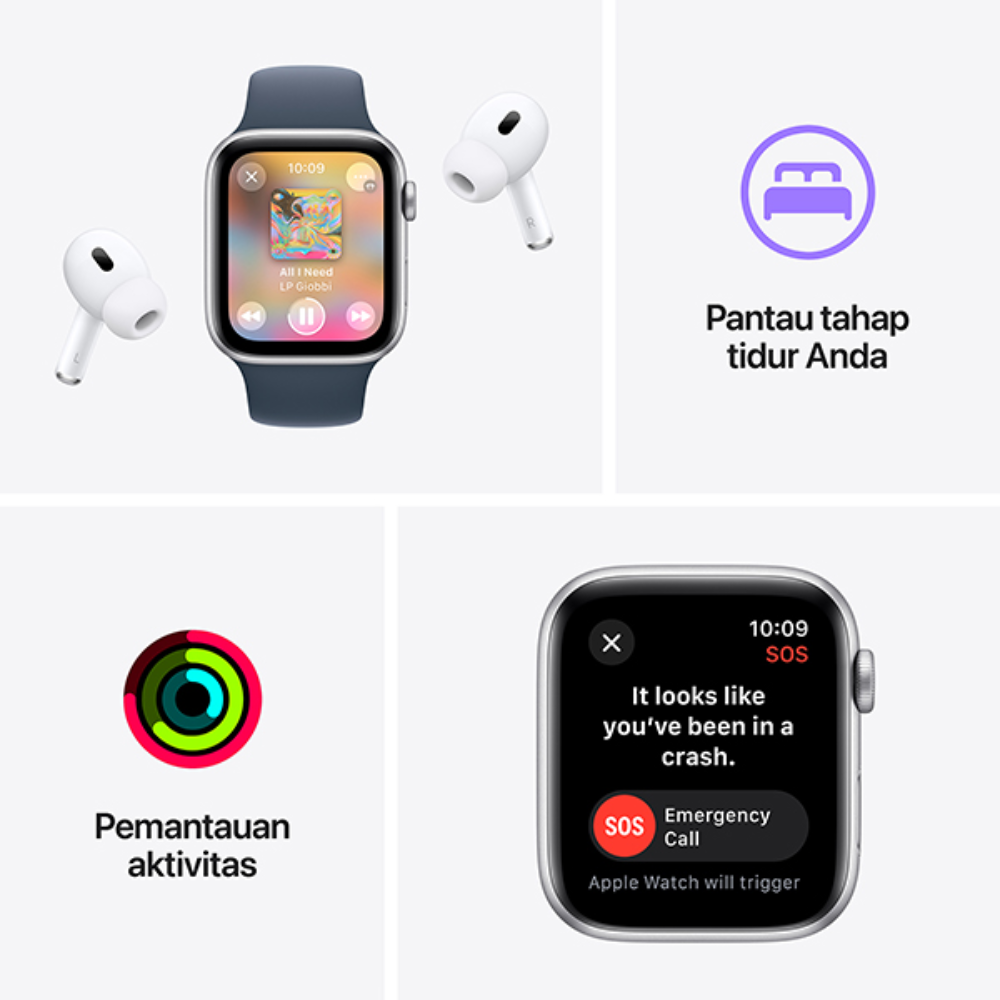 10:09
All I Need
LP Giobbi
R
L
Pantau tahap
tidur Anda
Pemantauan
aktivitas
10:09
SOS
It looks like
you’ve been in a
crash.
SOS
Emergency
Call
Apple Watch will trigger